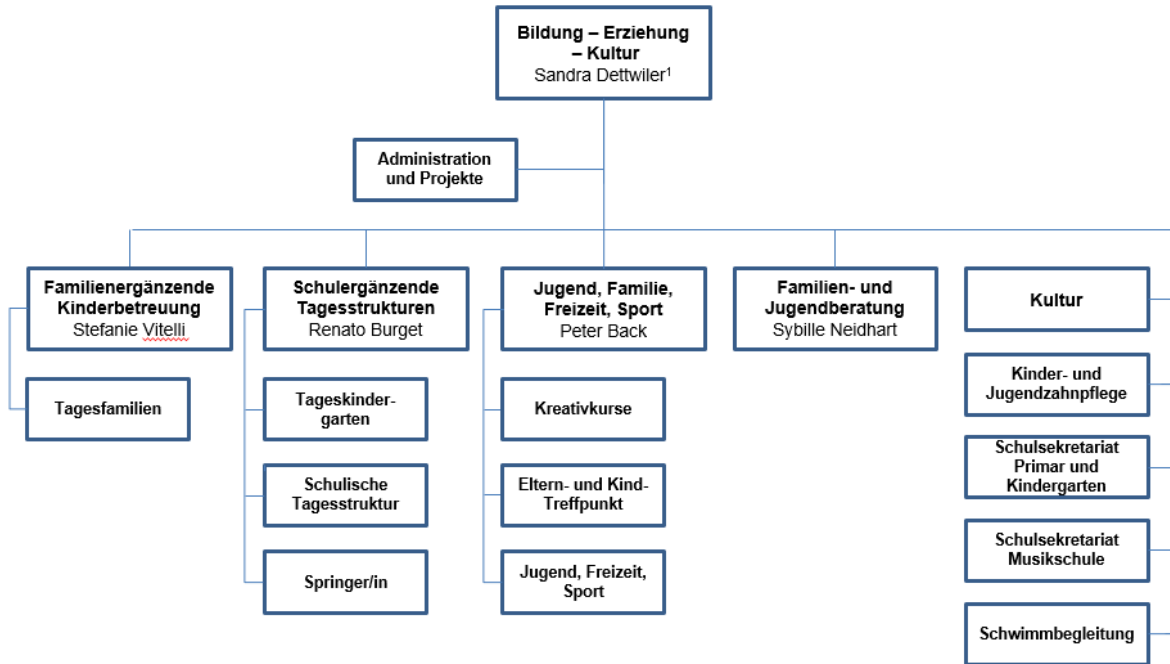 Bildung – Erziehung
– Kultur
Sandra Dettwiler¹
Administration
und Projekte
Familienergänzende
Kinderbetreuung
Stefanie Vitelli
Tagesfamilien
Schulergänzende
Tagesstrukturen
Renato Burget
Tageskinder-
garten
Schulische
Tagesstruktur
Springer/in
Jugend, Familie,
Freizeit, Sport
Peter Back
Kreativkurse
Eltern- und Kind-
Treffpunkt
Jugend, Freizeit,
Sport
Familien- und
Jugendberatung
Sybille Neidhart
Kultur
Kinder- und
Jugendzahnpflege
Schulsekretariat
Primar und
Kindergarten
Schulsekretariat
Musikschule
Schwimmbegleitung